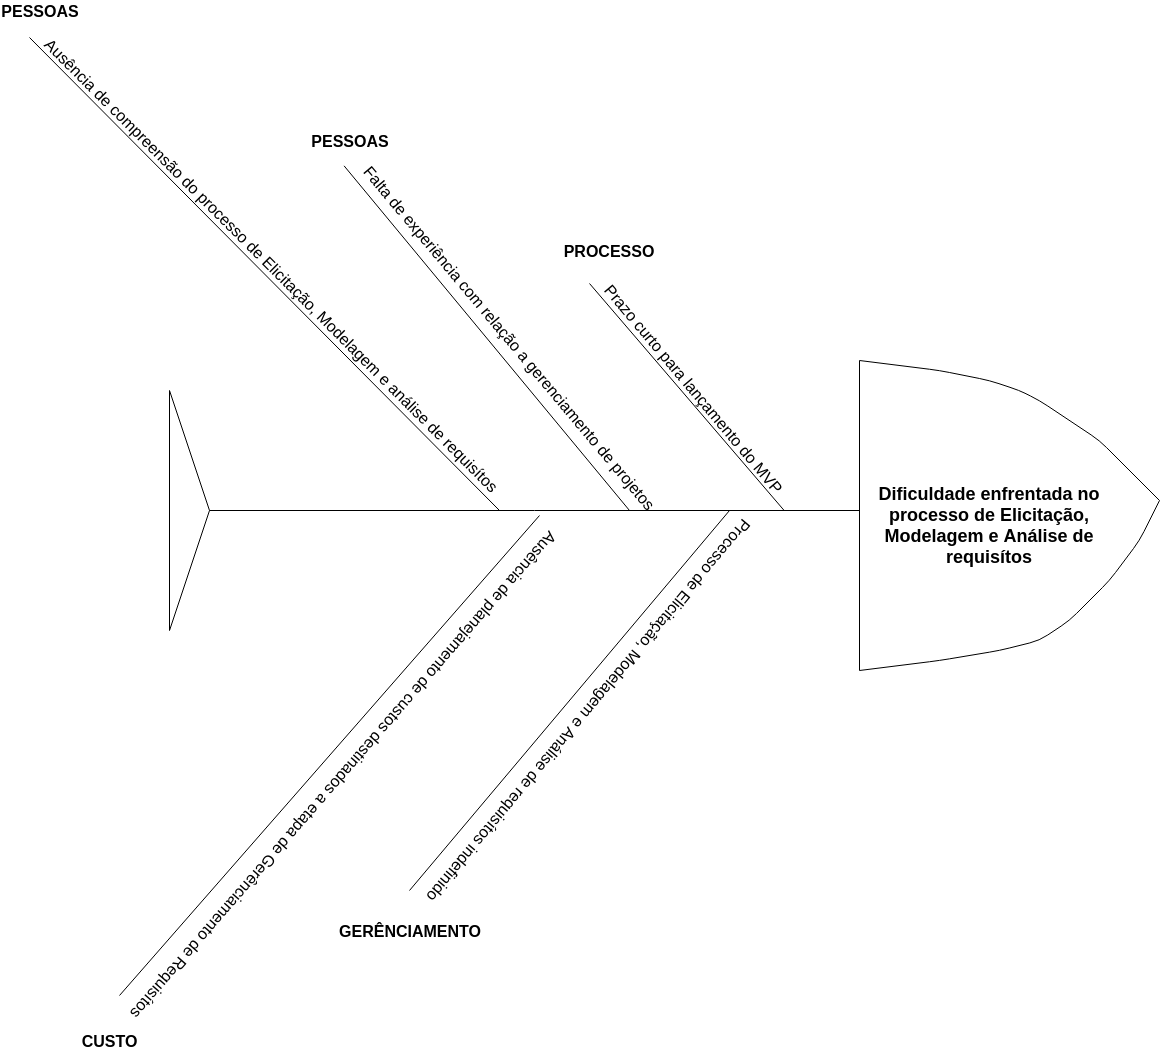 PESSOAS
Ausência de compreensão do processo de Elicitação, Modelagem e análise de requisítos
PESSOAS
Falta de experiência com relação a gerenciamento de projetos
PROCESSO
Prazo curto para lançamento do MVP
Dificuldade enfrentada no
processo de Elicitação,
Modelagem e Análise de
requisítos
Ausência de planejamento de custos destinados a etapa de Gerênciamento de Requisítos
Processo de Elicitação, Modelagem e Análise de requisítos indefinido
GERÊNCIAMENTO
CUSTO